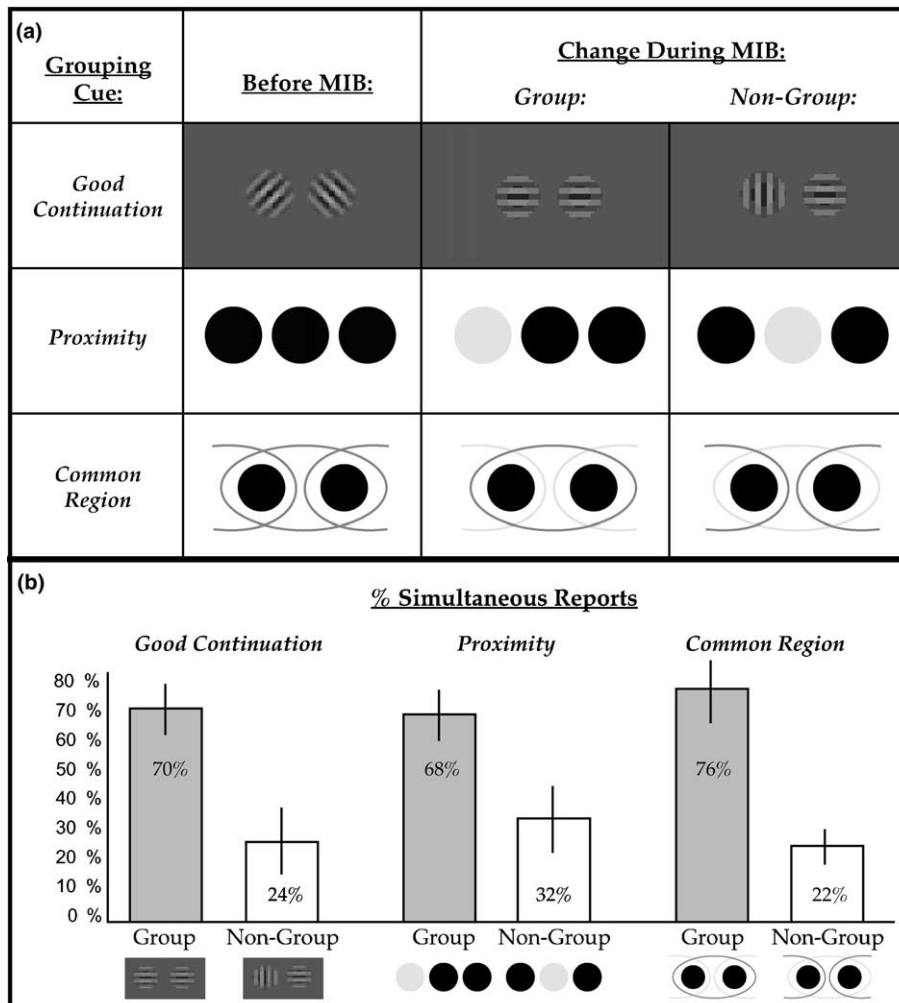 (a)
Grouping Cue:
Before MIB:
Change During MIB:
Group:
Non-Group:
Good Continuation
Proximity
Common Region
(b)
% Simultaneous Reports
Good Continuation
Proximity
Common Region
80 %
70 %
60 %
50 %
40 %
30 %
20 %
10 %
0 %
70%
24%
68%
32%
76%
22%
Group
Non-Group
Group
Non-Group
Group
Non-Group